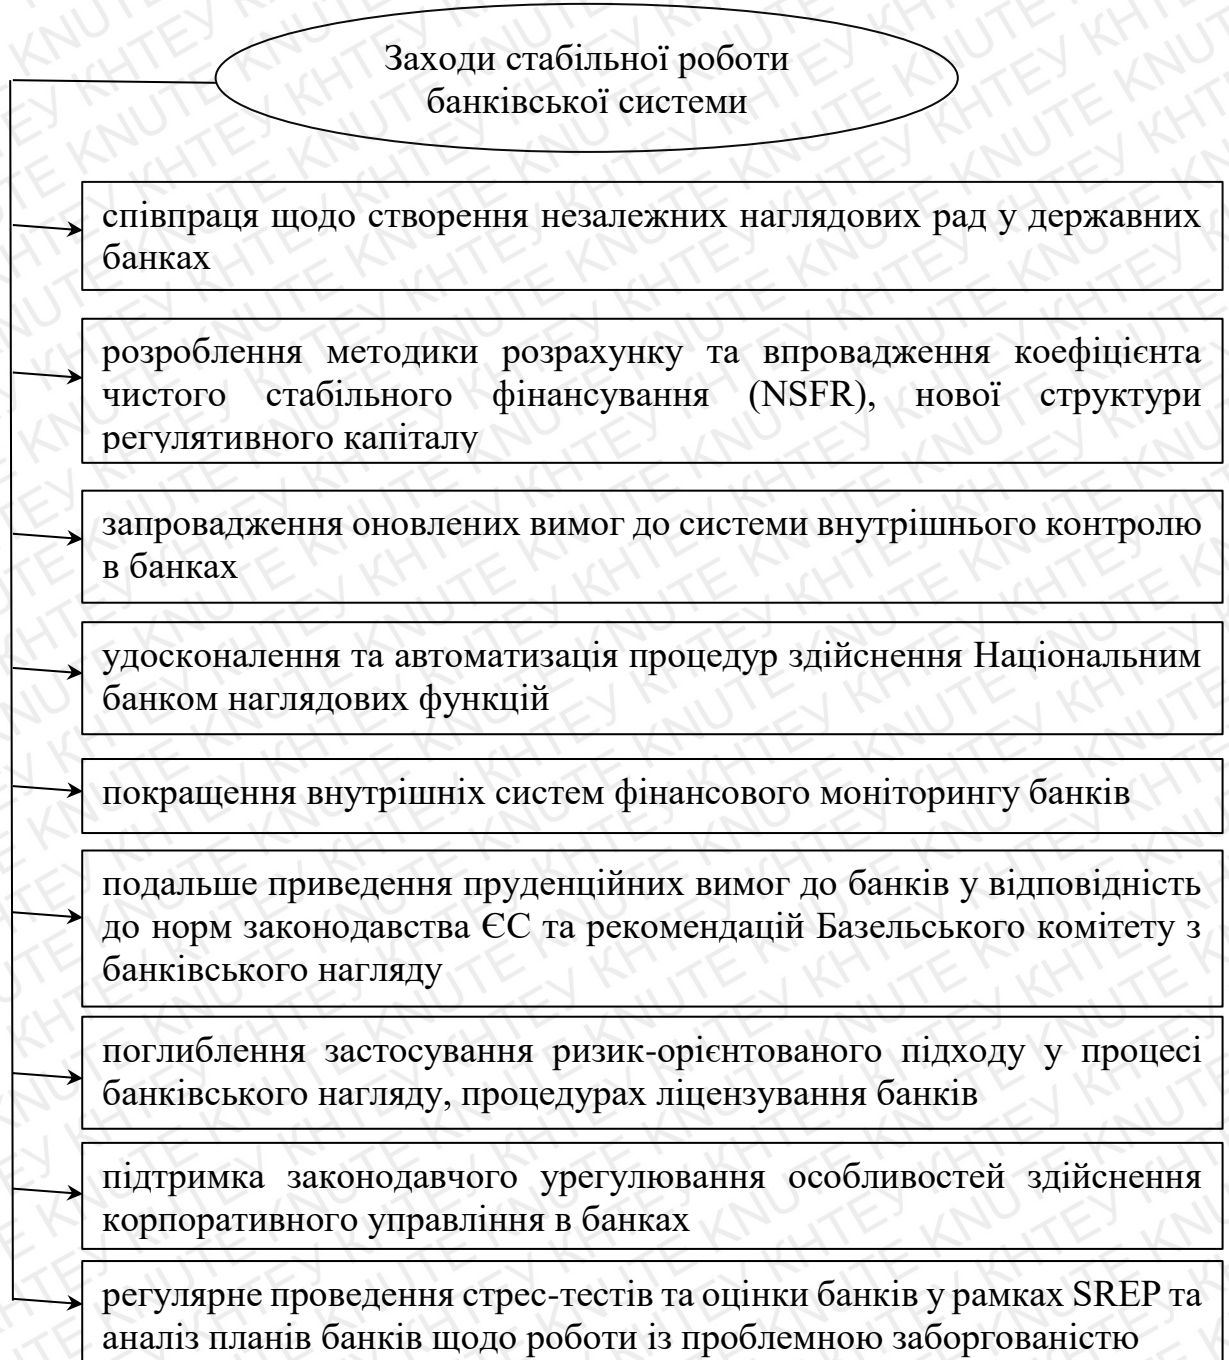 Заходи стабільної роботи
банківської системи
співпраця щодо створення незалежних наглядових рад у державних
банках
розроблення методики розрахунку та впровадження коефіцієнта
чистого стабільного фінансування (NSFR), нової структури
регулятивного капіталу
запровадження оновлених вимог до системи внутрішнього контролю
в банках
удосконалення та автоматизація процедур здійснення Національним
банком наглядових функцій
покращення внутрішніх систем фінансового моніторингу банків
подальше приведення пруденційних вимог до банків у відповідність
до норм законодавства ЄС та рекомендацій Базельського комітету з
банківського нагляду
поглиблення застосування ризик-орієнтованого підходу у процесі
банківського нагляду, процедурах ліцензування банків
підтримка законодавчого урегулювання особливостей здійснення
корпоративного управління в банках
регулярне проведення стрес-тестів та оцінки банків у рамках SREP та
аналіз планів банків щодо роботи із проблемною заборгованістю